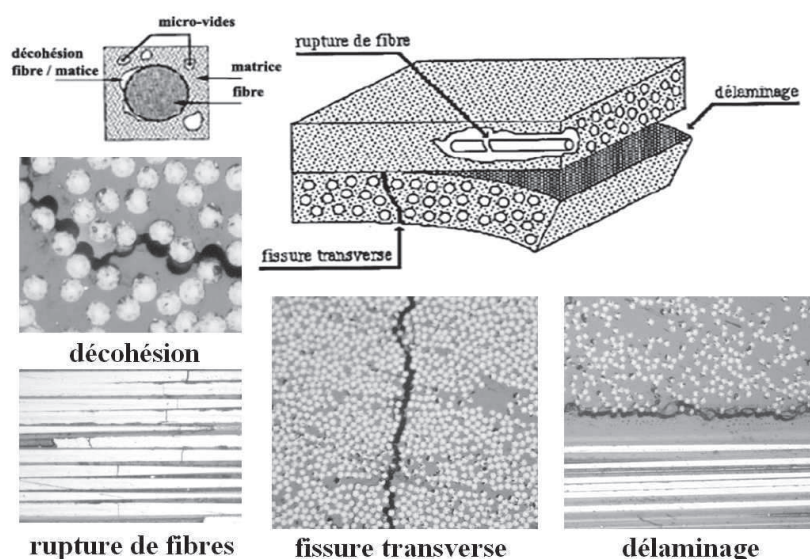 micro-vides
décohésion
fibre / matice
matrice
fibre
rupture de fibre
délaminage
fissure transverse
décohésion
rupture de fibres
fissure transverse
délaminage